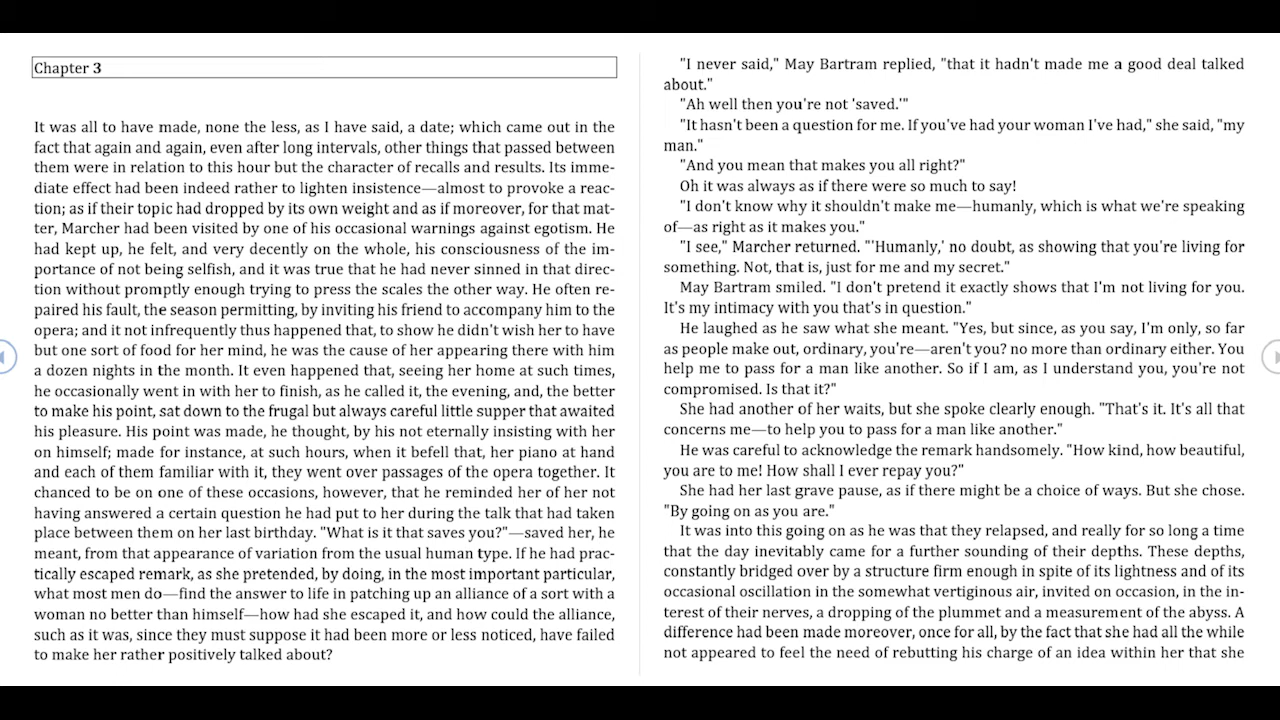 Chapter 3
It was all to have made, none the less, as I have said, a date; which came out in the
fact that again and again, even after long intervals, other things that passed between
them were in relation to this hour but the character of recalls and results. Its imme-
diate effect had been indeed rather to lighten insistence—almost to provoke a reac-
tion; as if their topic had dropped by its own weight and as if moreover, for that mat-
ter, Marcher had been visited by one of his occasional warnings against egotism. He
had kept up, he felt, and very decently on the whole, his consciousness of the im-
portance of not being selfish, and it was true that he had never sinned in that direc-
tion without promptly enough trying to press the scales the other way. He often re-
paired his fault, the season permitting, by inviting his friend to accompany him to the
opera; and it not infrequently thus happened that, to show he didn't wish her to have
but one sort of food for her mind, he was the cause of her appearing there with him
a dozen nights in the month. It even happened that, seeing her home at such times,
he occasionally went in with her to finish, as he called it, the evening, and, the better
to make his point, sat down to the frugal but always careful little supper that awaited
his pleasure. His point was made, he thought, by his not eternally insisting with her
on himself; made for instance, at such hours, when it befell that, her piano at hand
and each of them familiar with it, they went over passages of the opera together. It
chanced to be on one of these occasions, however, that he reminded her of her not
having answered a certain question he had put to her during the talk that had taken
place between them on her last birthday. "What is it that saves you?"—saved her, he
meant, from that appearance of variation from the usual human type. If he had prac-
tically escaped remark, as she pretended, by doing, in the most important particular,
what most men do—find the answer to life in patching up an alliance of a sort with a
woman no better than himself—how had she escaped it, and how could the alliance,
such as it was, since they must suppose it had been more or less noticed, have failed
to make her rather positively talked about?
"I never said," May Bartram replied, "that it hadn't made me a good deal talked
about."
"Ah well then you're not 'saved.'"
"It hasn't been a question for me. If you've had your woman I've had," she said, "my
man."
"And you mean that makes you all right?"
Oh it was always as if there were so much to say!
"I don't know why it shouldn't make me—humanly, which is what we're speaking
of—as right as it makes you."
"I see," Marcher returned. "'Humanly,' no doubt, as showing that you're living for
something. Not, that is, just for me and my secret."
May Bartram smiled. "I don't pretend it exactly shows that I'm not living for you.
It's my intimacy with you that's in question."
He laughed as he saw what she meant. "Yes, but since, as you say, I'm only, so far
as people make out, ordinary, you're—aren't you? no more than ordinary either. You
help me to pass for a man like another. So if I am, as I understand you, you're not
compromised. Is that it?"
She had another of her waits, but she spoke clearly enough. "That's it. It's all that
concerns me—to help you to pass for a man like another."
He was careful to acknowledge the remark handsomely. "How kind, how beautiful,
you are to me! How shall I ever repay you?"
She had her last grave pause, as if there might be a choice of ways. But she chose.
"By going on as you are."
It was into this going on as he was that they relapsed, and really for so long a time
that the day inevitably came for a further sounding of their depths. These depths,
constantly bridged over by a structure firm enough in spite of its lightness and of its
occasional oscillation in the somewhat vertiginous air, invited on occasion, in the in-
terest of their nerves, a dropping of the plummet and a measurement of the abyss. A
difference had been made moreover, once for all, by the fact that she had all the while
not appeared to feel the need of rebutting his charge of an idea within her that she